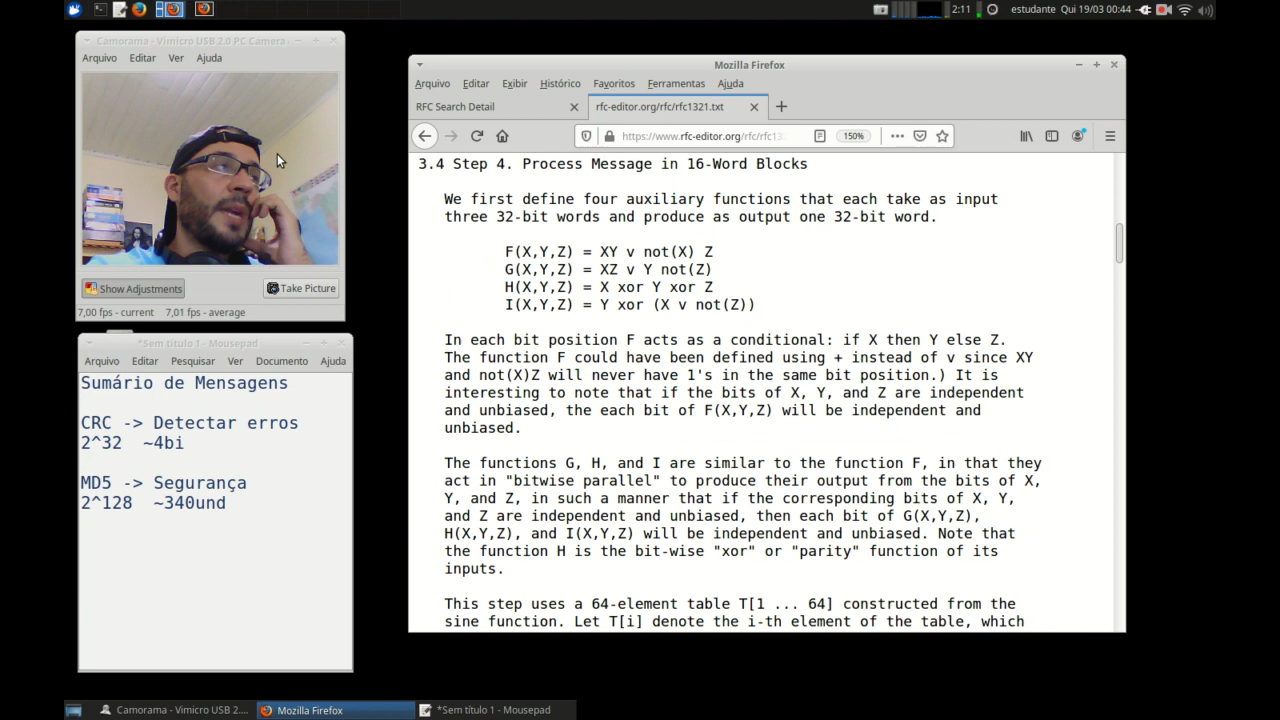 2:11 estudante Qui 19/03 00:44
Camorama - Vimicro USB 2.0 PC Camera
Arquivo Editar Ver Ajuda
Show Adjustments Take Picture
7,00 fps - current 7,01 fps - average
*Sem título 1 - Mousepad
Arquivo Editar Pesquisar Ver Documento Ajuda
Sumário de Mensagens
CRC -> Detectar erros
2^32 ~4bi
MD5 -> Segurança
2^128 ~340und
Mozilla Firefox
Arquivo Editar Exibir Histórico Favoritos Ferramentas Ajuda
RFC Search Detail rfc-editor.org/rfc/rfc1321.txt
https://www.rfc-editor.org/rfc/rfc13 150%
3.4 Step 4. Process Message in 16-Word Blocks
We first define four auxiliary functions that each take as input
three 32-bit words and produce as output one 32-bit word.
F(X,Y,Z) = XY v not(X) Z
G(X,Y,Z) = XZ v Y not(Z)
H(X,Y,Z) = X xor Y xor Z
I(X,Y,Z) = Y xor (X v not(Z))
In each bit position F acts as a conditional: if X then Y else Z.
The function F could have been defined using + instead of v since XY
and not(X)Z will never have 1's in the same bit position.) It is
interesting to note that if the bits of X, Y, and Z are independent
and unbiased, the each bit of F(X,Y,Z) will be independent and
unbiased.
The functions G, H, and I are similar to the function F, in that they
act in "bitwise parallel" to produce their output from the bits of X,
Y, and Z, in such a manner that if the corresponding bits of X, Y,
and Z are independent and unbiased, then each bit of G(X,Y,Z),
H(X,Y,Z), and I(X,Y,Z) will be independent and unbiased. Note that
the function H is the bit-wise "xor" or "parity" function of its
inputs.
This step uses a 64-element table T[1 ... 64] constructed from the
sine function. Let T[i] denote the i-th element of the table, which
Camorama - Vimicro USB 2.... Mozilla Firefox *Sem título 1 - Mousepad